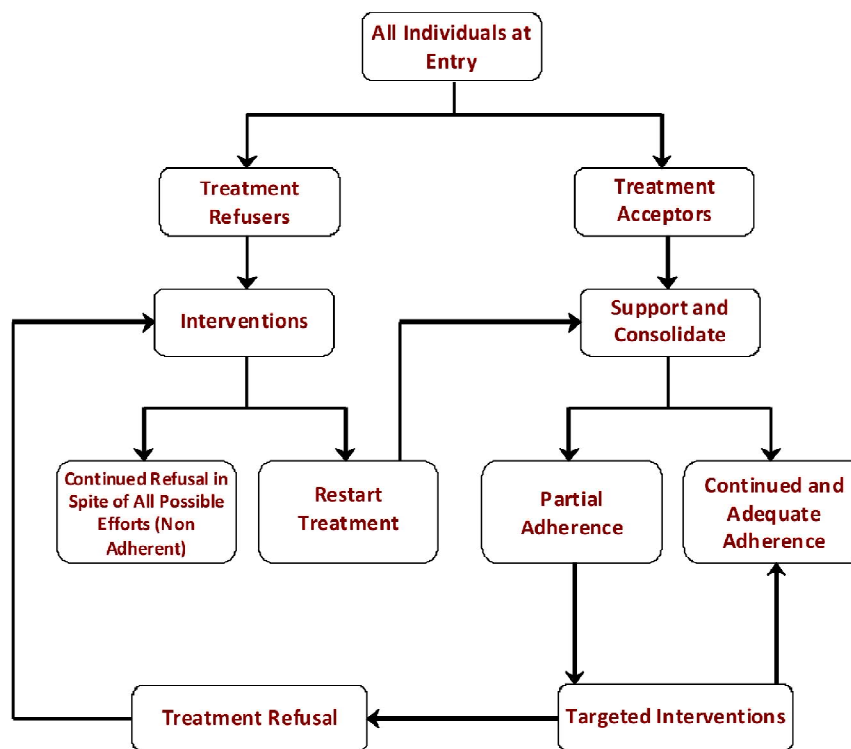 All Individuals at
Entry
Treatment
Refusers
Treatment
Acceptors
Interventions
Support and
Consolidate
Continued Refusal in
Spite of All Possible
Efforts (Non
Adherent)
Restart
Treatment
Partial
Adherence
Continued and
Adequate
Adherence
Treatment Refusal
Targeted Interventions